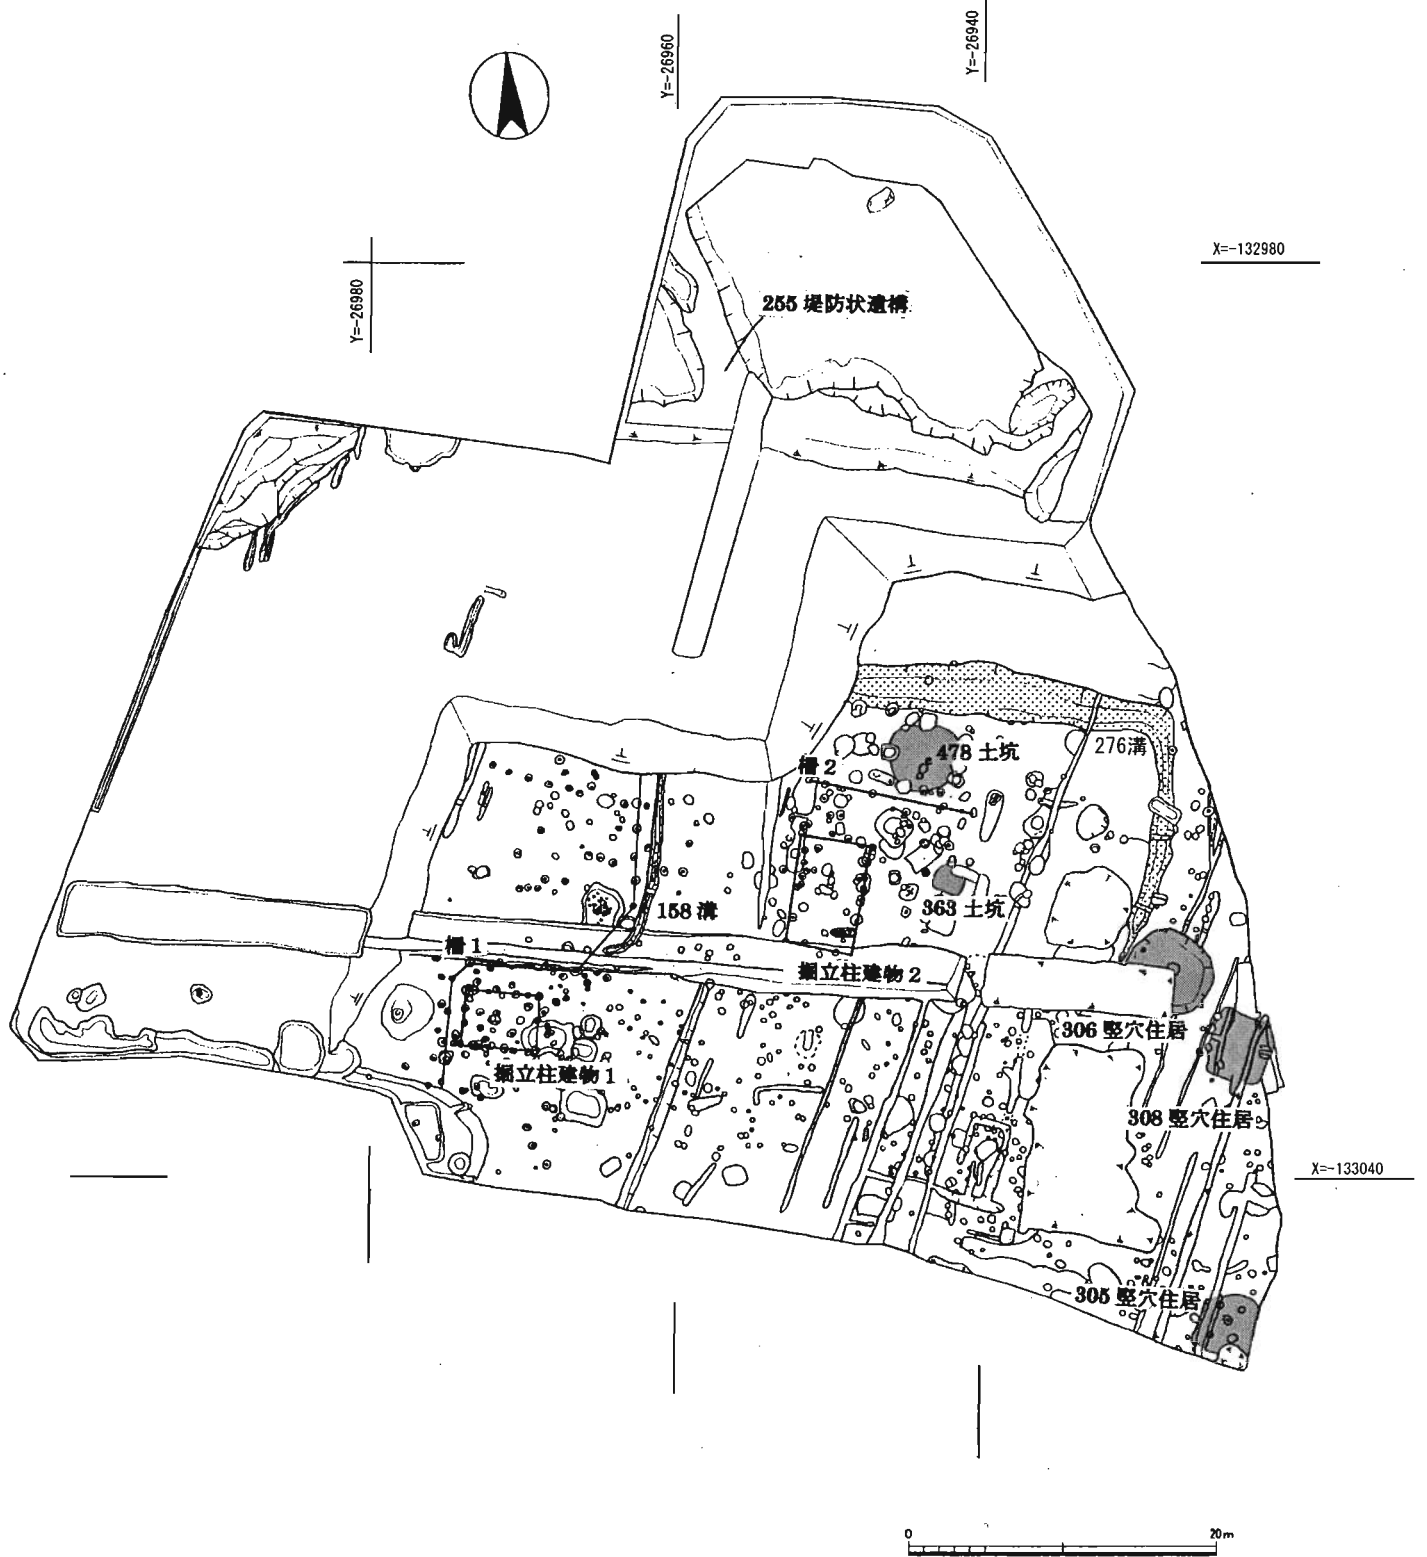 Y=-26960
Y=-26940
X=-132980
Y=-26980
255 堤防状遺構
478 土坑
276溝
柵2
363 土坑
158 溝
柵1
掘立柱建物2
306 竪穴住居
掘立柱建物1
308 竪穴住居
X=-133040
305 竪穴住居
0 20m